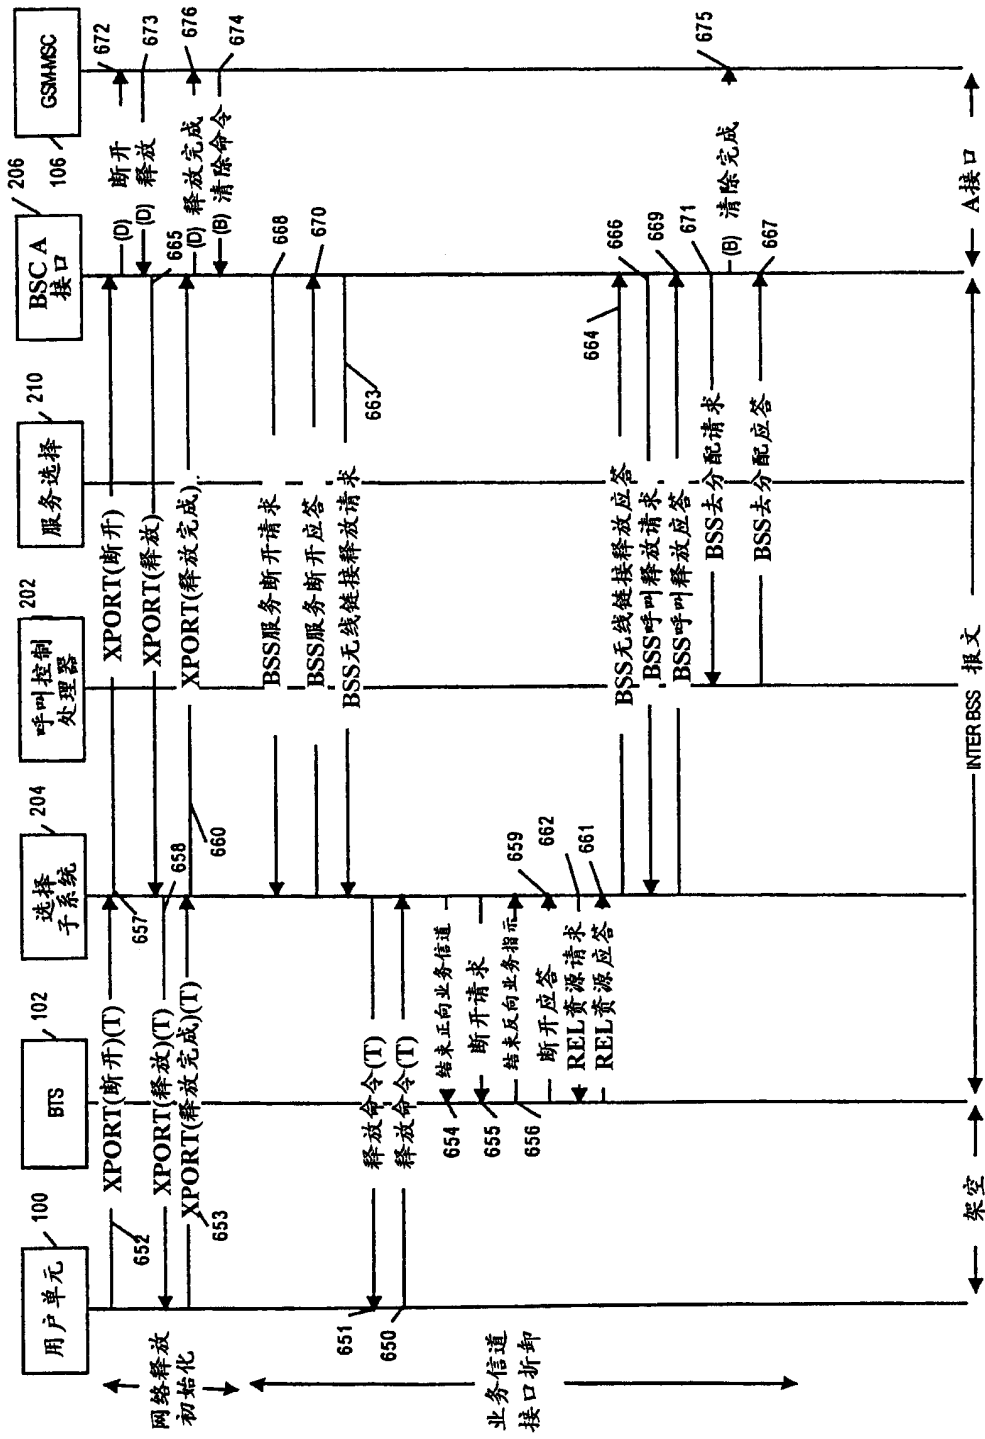 用户单元
100
BTS
102
选择
子系统
204
呼叫控制
处理器
202
服务选择
210
BSC A
接口
206
GSM-MSC
106
网络释放
初始化
XPORT(断开)(T)
652
657
XPORT(断开)
(D) 断开
672
(D) 释放
673
665
XPORT(释放)
XPORT(释放)(T)
658
XPORT(释放完成)(T)
653
660
XPORT(释放完成)
(D) 释放完成
676
(B) 清除命令
674
业务信道
接口折卸
BSS服务断开请求
668
BSS服务断开应答
670
BSS无线链接释放请求
663
释放命令(T)
651
释放命令(T)
650
结束正向业务信道
654
断开请求
655
结束反向业务指示
656
659
断开应答
662
REL资源请求
661
REL资源应答
BSS无线链接释放应答
664
BSS呼叫释放请求
666
BSS呼叫释放应答
669
BSS去分配请求
671
(B) 清除完成
675
BSS去分配应答
667
架空
INTER BSS 报文
A接口